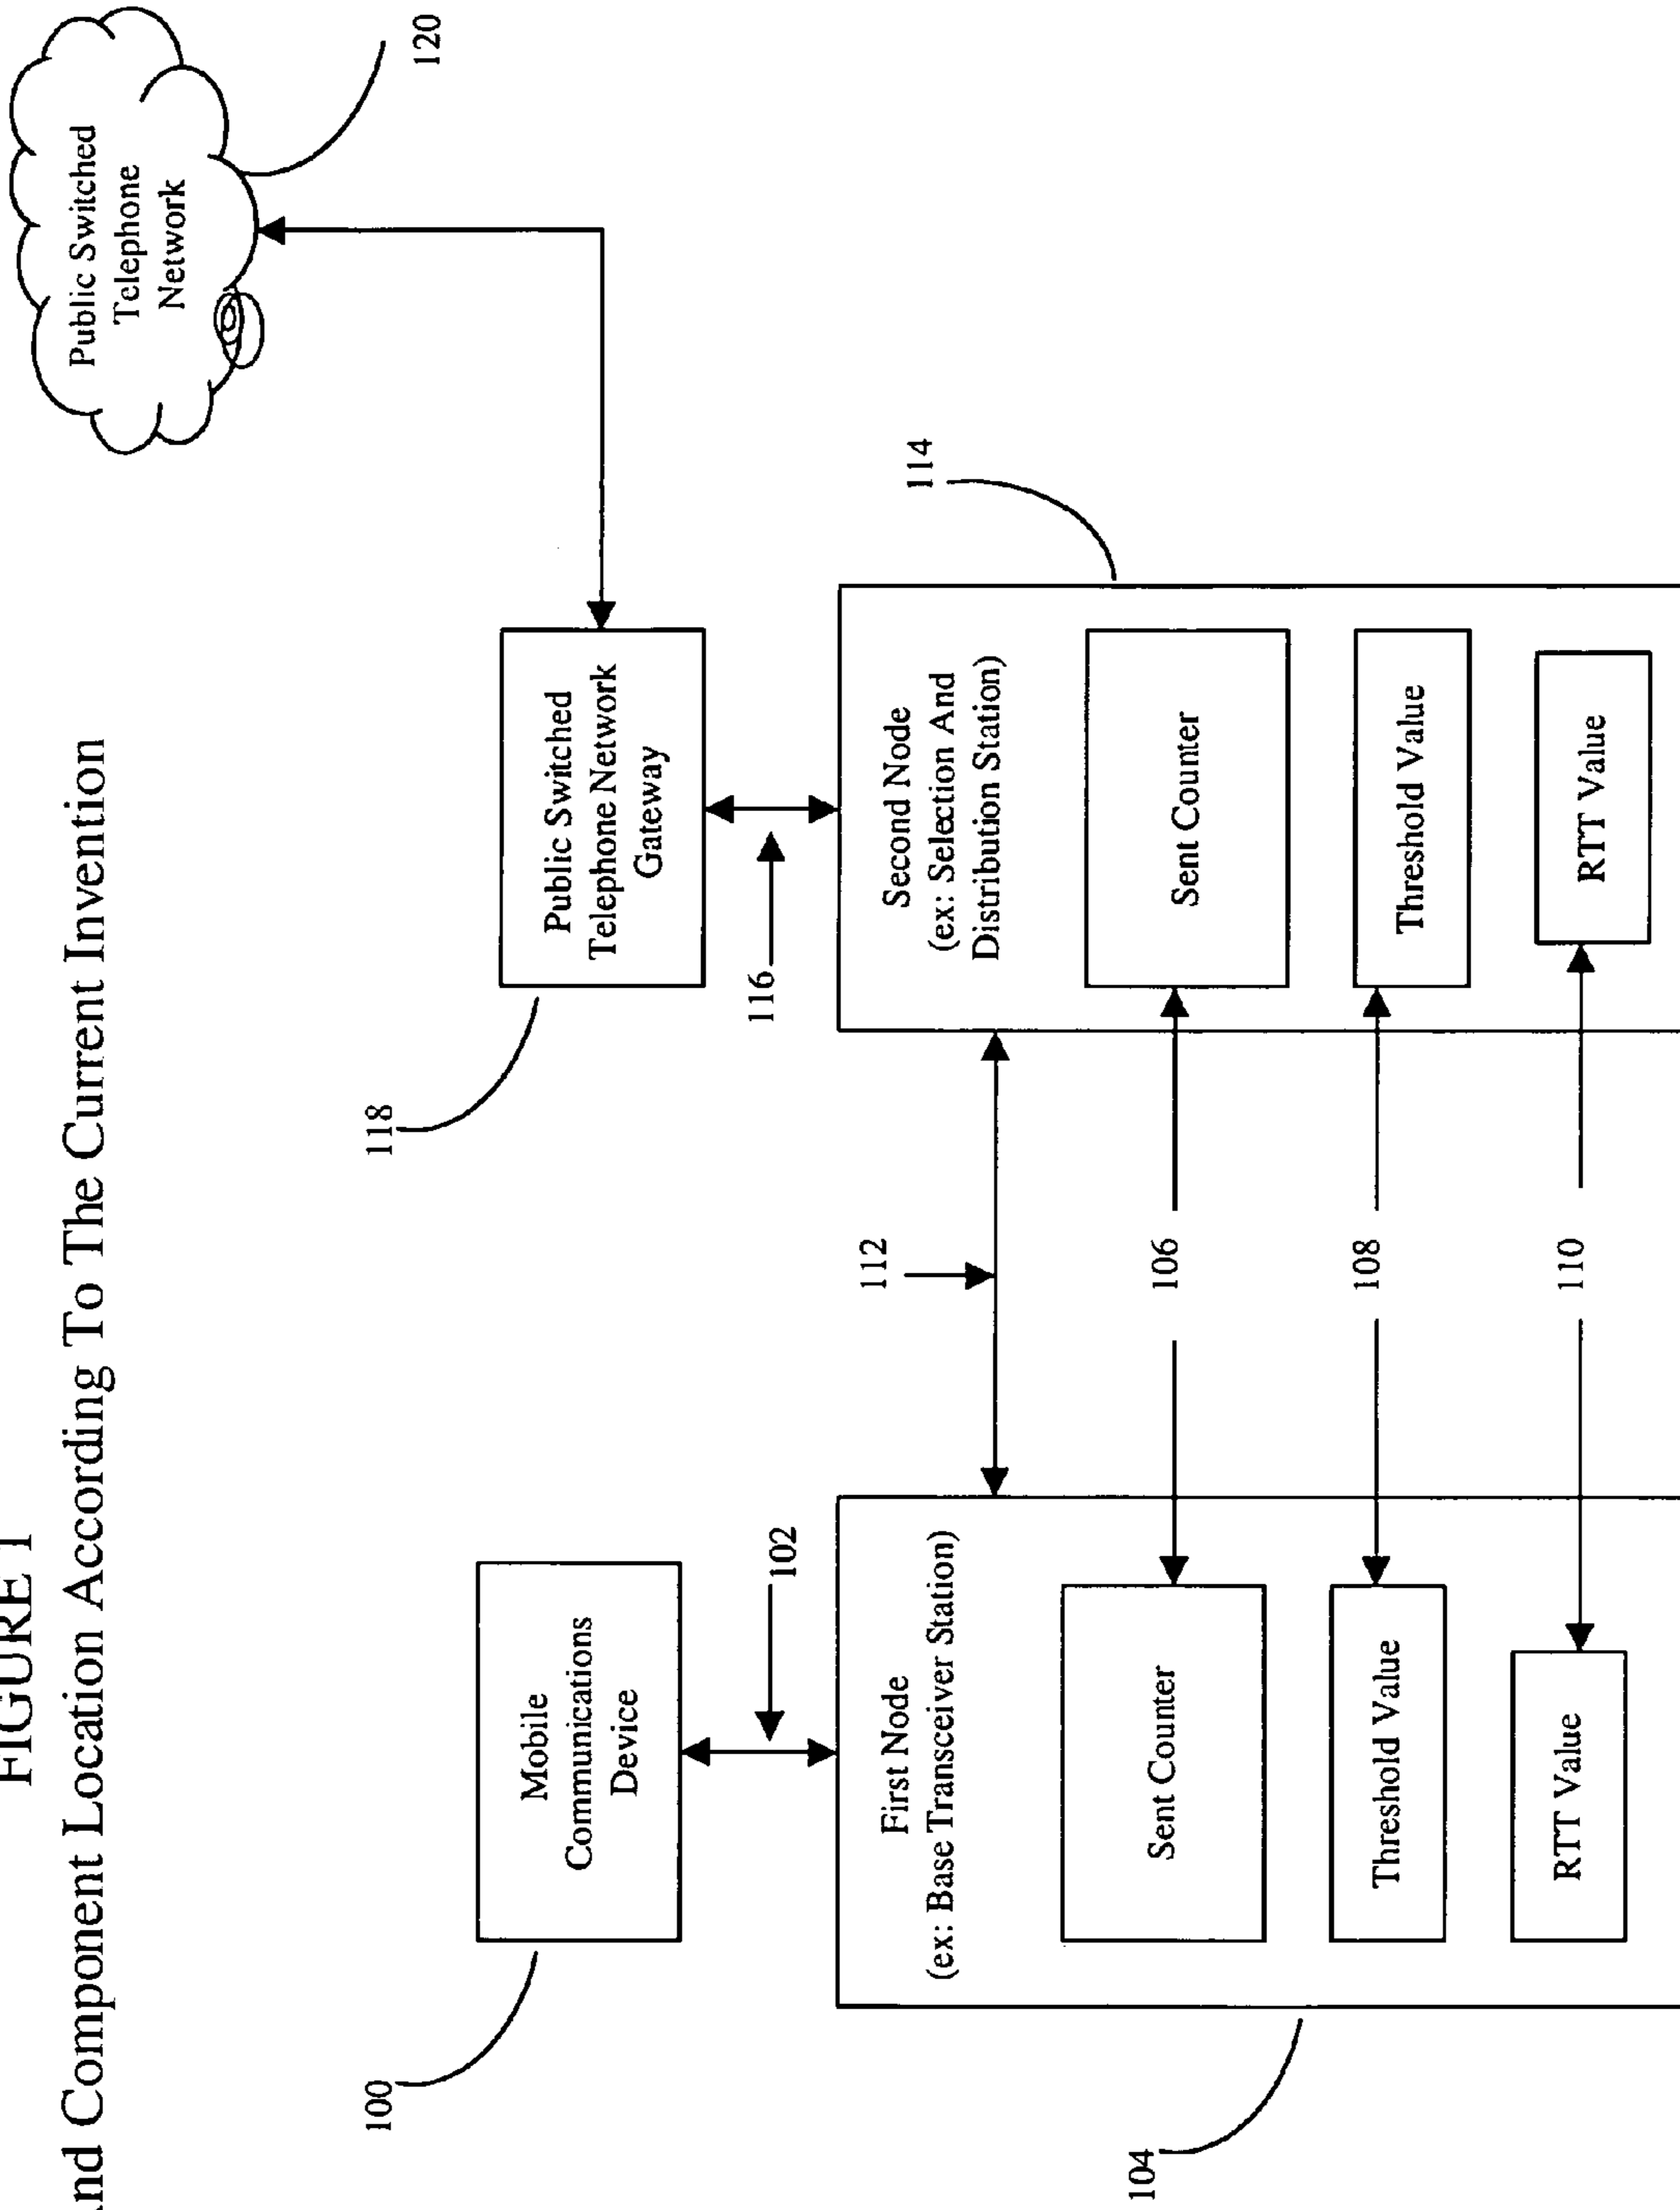 FIGURE 1
And Component Location According To The Current Invention
Public Switched
Telephone
Network
120
100
Mobile
Communications
Device
118
Public Switched
Telephone Network
Gateway
102
116
114
112
First Node
(ex: Base Transceiver Station)
Second Node
(ex: Selection And
Distribution Station)
104
Sent Counter
106
Sent Counter
Threshold Value
108
Threshold Value
RTT Value
110
RTT Value